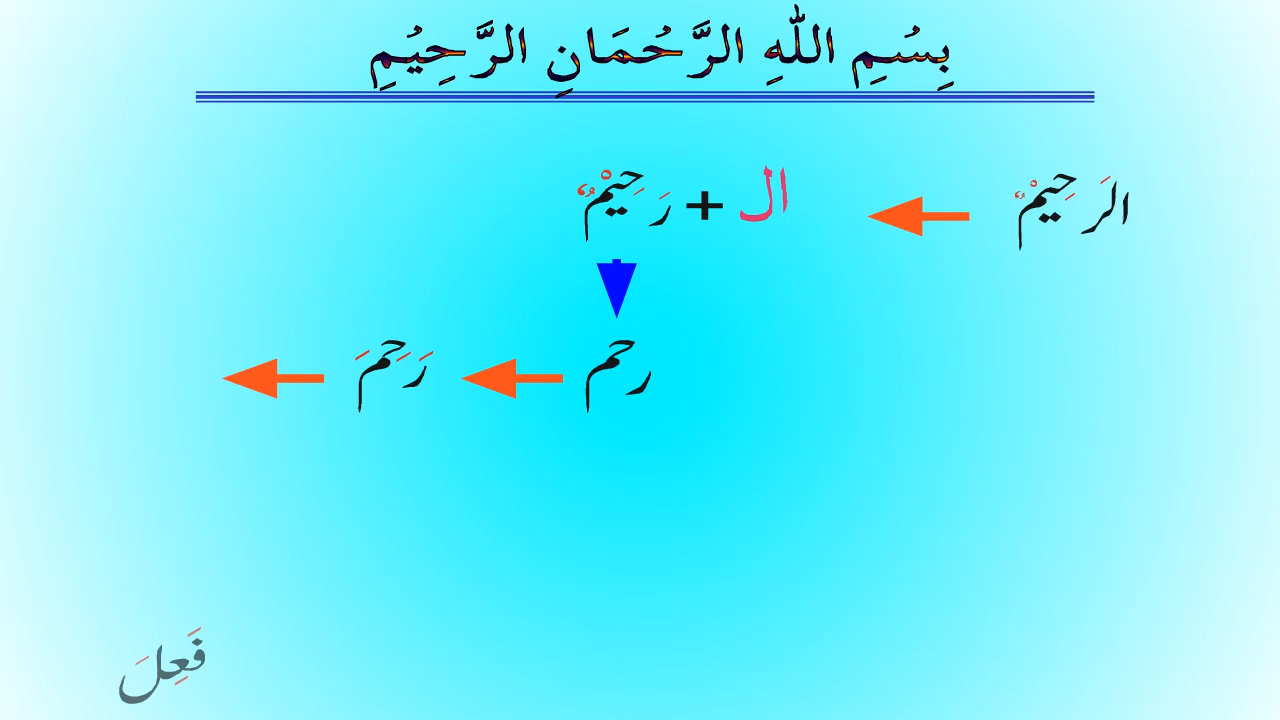 بِسْمِ اللّٰهِ الرَّحْمَانِ الرَّحِيْمِ
الرَحِيْمٌ ال + رَحِيْمٌ
رحم رَحَمَ
فَعِلَ